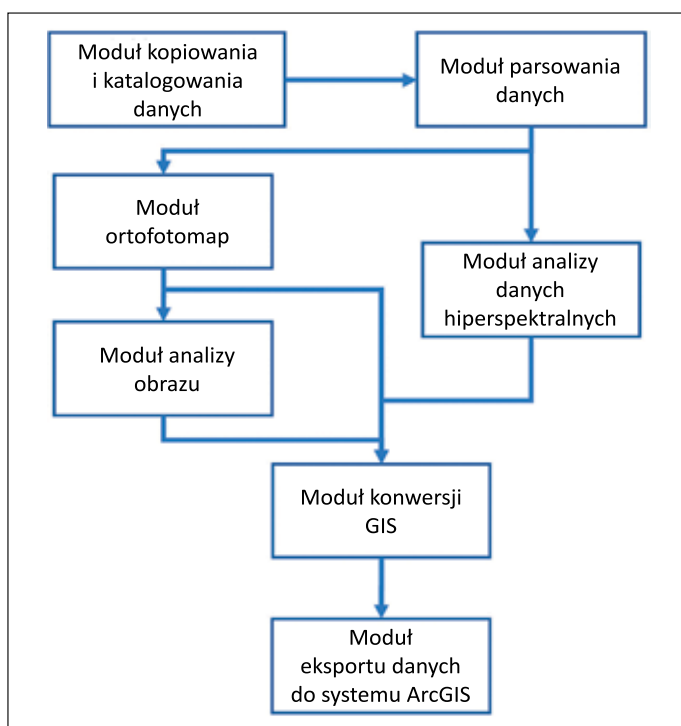 Moduł kopiowania
i katalogowania
danych
Moduł parsowania
danych
Moduł
ortofotomap
Moduł analizy
danych
hiperspektralnych
Moduł analizy
obrazu
Moduł konwersji
GIS
Moduł
eksportu danych
do systemu ArcGIS